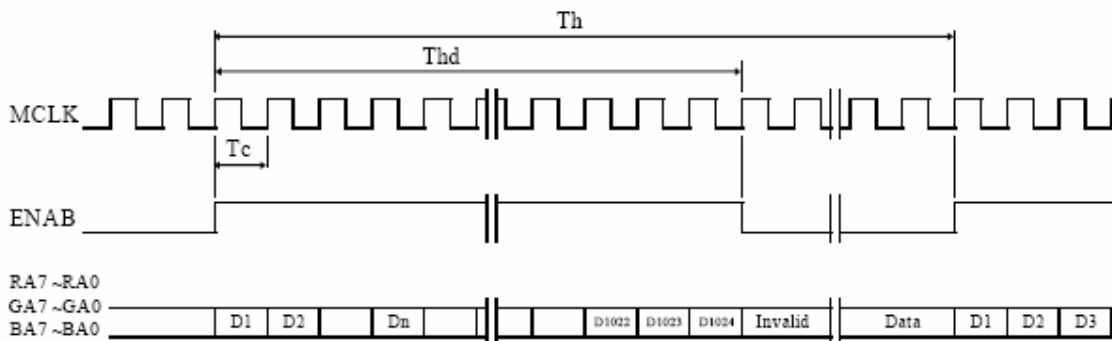 Th
Thd
MCLK
Tc
ENAB
RA7 ~RA0
GA7 ~GA0
BA7 ~BA0
D1 D2 Dn D1022 D1023 D1024 Invalid Data D1 D2 D3